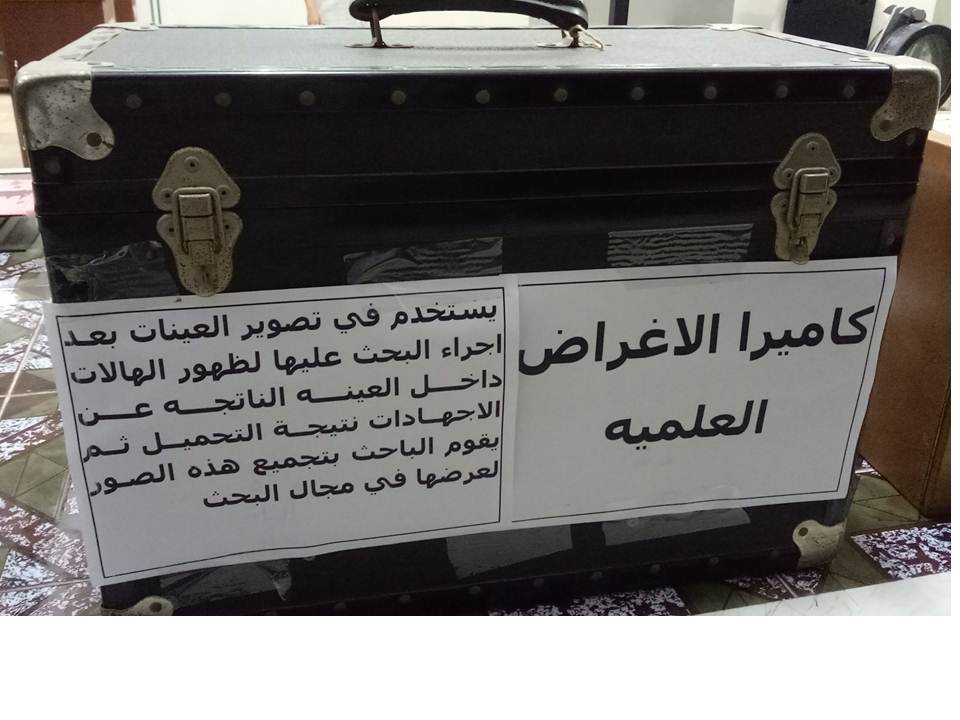 كاميرا الاغراض
العلميه
يستخدم في تصوير العينات بعد
اجراء البحث عليها لظهور الهالات
داخل العينه الناتجه عن
الاجهادات نتيجة التحميل ثم
يقوم الباحث بتجميع هذه الصور
لعرضها في مجال البحث